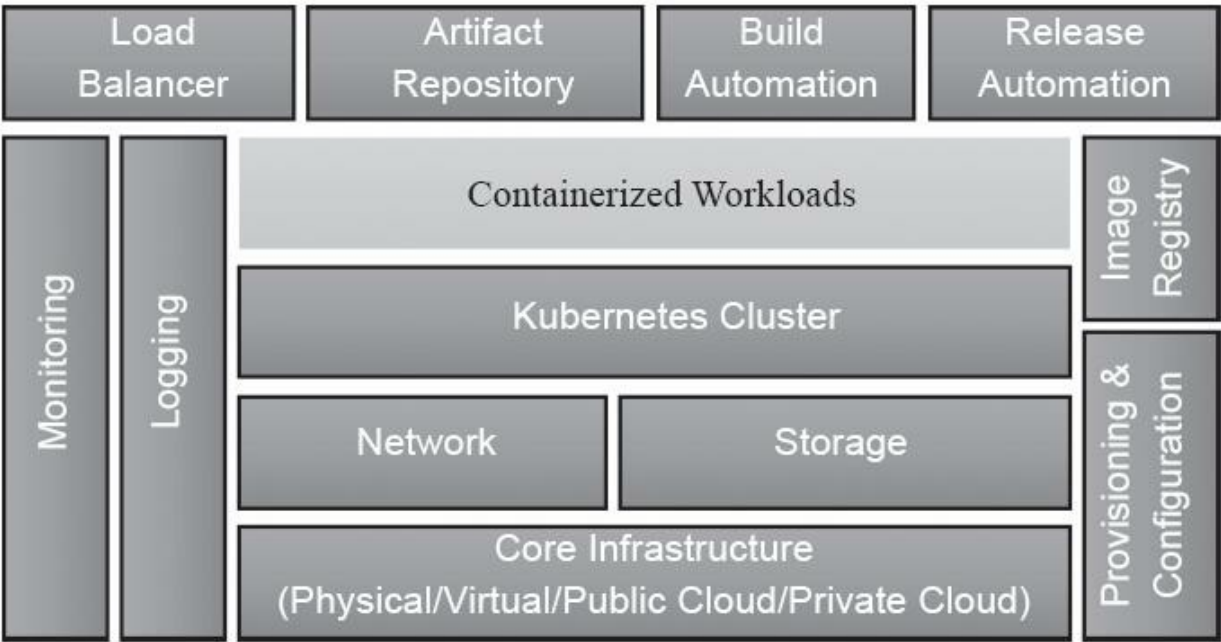 Load
Balancer
Artifact
Repository
Build
Automation
Release
Automation
Monitoring
Logging
Containerized Workloads
Kubernetes Cluster
Network
Storage
Core Infrastructure
(Physical/Virtual/Public Cloud/Private Cloud)
Image
Registry
Provisioning &
Configuration